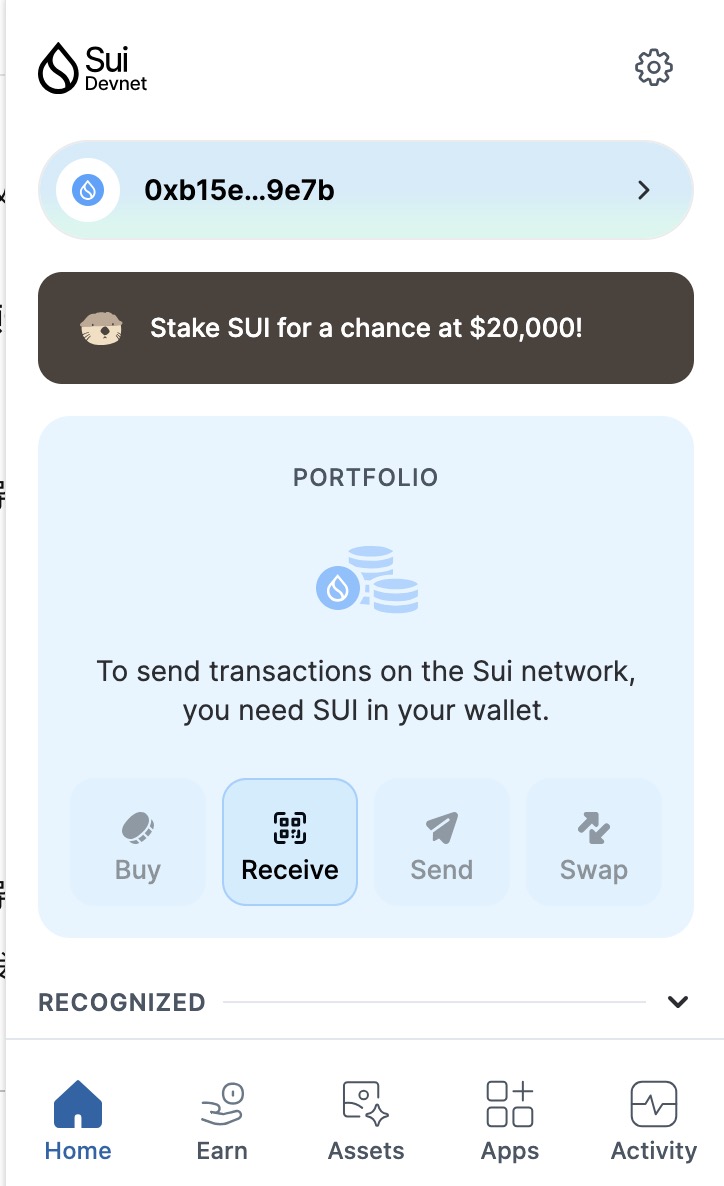 Sui
Devnet
0xb15e...9e7b
Stake SUI for a chance at $20,000!
PORTFOLIO
To send transactions on the Sui network,
you need SUI in your wallet.
Buy
Receive
Send
Swap
RECOGNIZED
Home
Earn
Assets
Apps
Activity